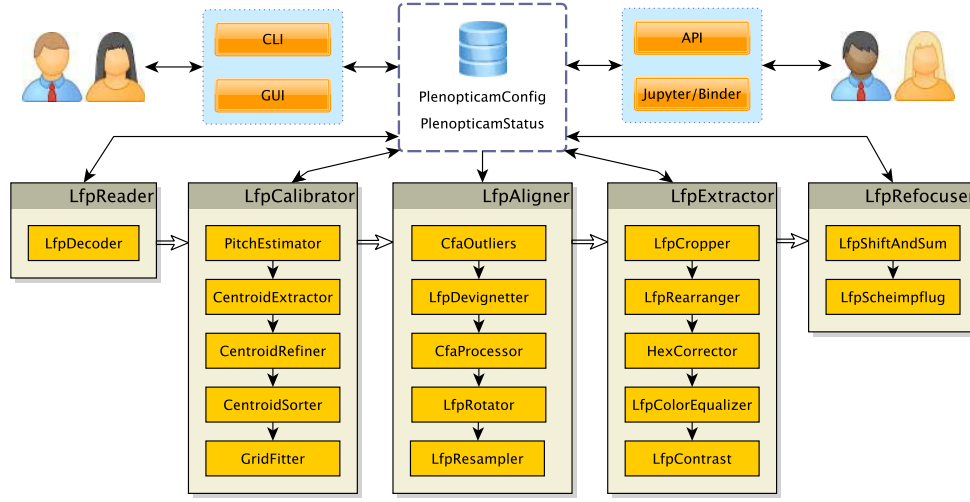 CLI
GUI
PlenopticamConfig
PlenopticamStatus
API
Jupyter/Binder
LfpReader
LfpDecoder
LfpCalibrator
PitchEstimator
CentroidExtractor
CentroidRefiner
CentroidSorter
GridFitter
LfpAligner
CfaOutliers
LfpDevignetter
CfaProcessor
LfpRotator
LfpResampler
LfpExtractor
LfpCropper
LfpRearranger
HexCorrector
LfpColorEqualizer
LfpContrast
LfpRefocuser
LfpShiftAndSum
LfpScheimpflug